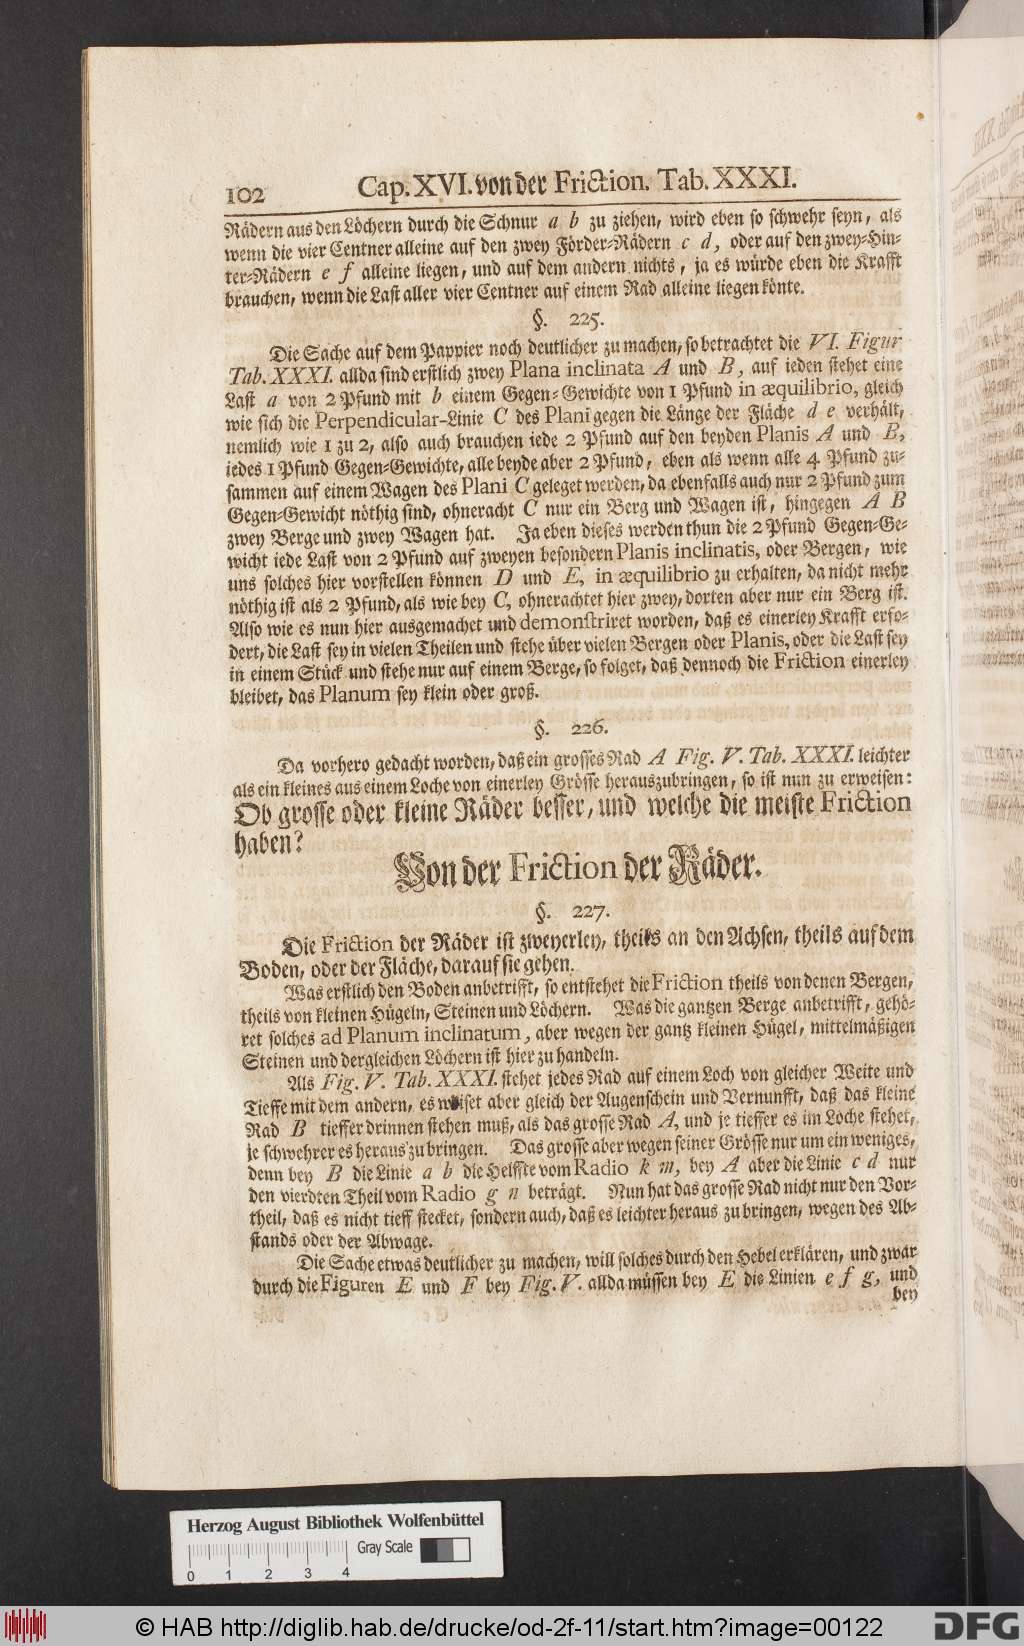 102 Cap. XVI. von der Friction. Tab. XXXI.
Rädern aus den Löchern durch die Schnur a b zu ziehen, wird eben so schwehr seyn, als
wenn die vier Centner alleine auf den zwey Förder-Rädern c d, oder auf den zwey-Hin-
ter-Rädern e f alleine liegen, und auf dem andern nichts, ja es würde eben die Krafft
brauchen, wenn die Last aller vier Centner auf einem Rad alleine liegen könte.
§. 225.
Die Sache auf dem Pappier noch deutlicher zu machen, so betrachtet die VI. Figur
Tab. XXXI. allda sind erstlich zwey Plana inclinata A und B, auf ieden stehet eine
Last a von 2 Pfund mit b einem Gegen-Gewichte von 1 Pfund in æquilibrio, gleich
wie sich die Perpendicular-Linie C des Plani gegen die Länge der Fläche d e verhält,
nemlich wie 1 zu 2, also auch brauchen iede 2 Pfund auf den beyden Planis A und B,
iedes 1 Pfund Gegen-Gewichte, alle beyde aber 2 Pfund, eben als wenn alle 4 Pfund zu-
sammen auf einem Wagen des Plani C geleget werden, da ebenfalls auch nur 2 Pfund zum
Gegen-Gewicht nöthig sind, ohneracht C nur ein Berg und Wagen ist, hingegen A B
zwey Berge und zwey Wagen hat. Ja eben dieses werden thun die 2 Pfund Gegen-Ge-
wicht iede Last von 2 Pfund auf zweyen besondern Planis inclinatis, oder Bergen, wie
uns solches hier vorstellen können D und E, in æquilibrio zu erhalten, da nicht mehr
nöthig ist als 2 Pfund, als wie bey C, ohnerachtet hier zwey, dorten aber nur ein Berg ist.
Also wie es nun hier ausgemachet und demonstriret worden, daß es einerley Krafft erfo-
dert, die Last sey in vielen Theilen und stehe über vielen Bergen oder Planis, oder die Last sey
in einem Stück und stehe nur auf einem Berge, so folget, daß dennoch die Friction einerley
bleibet, das Planum sey klein oder groß.
§. 226.
Da vorhero gedacht worden, daß ein grosses Rad A Fig. V. Tab. XXXI. leichter
als ein kleines aus einem Loche von einerley Grösse herauszubringen, so ist nun zu erweisen:
Ob grosse oder kleine Räder besser, und welche die meiste Friction
haben?
Von der Friction der Räder.
§. 227.
Die Friction der Räder ist zweyerley, theils an den Achsen, theils auf dem
Boden, oder der Fläche, darauf sie gehen.
Was erstlich den Boden anbetrifft, so entstehet die Friction theils von denen Bergen,
theils von kleinen Hügeln, Steinen und Löchern. Was die gantzen Berge anbetrifft, gehö-
ret solches ad Planum inclinatum, aber wegen der gantz kleinen Hügel, mittelmäßigen
Steinen und dergleichen Löchern ist hier zu handeln.
Als Fig. V. Tab. XXXI. stehet jedes Rad auf einem Loch von gleicher Weite und
Tieffe mit dem andern, es weiset aber gleich der Augenschein und Vernunfft, daß das kleine
Rad B tieffer drinnen stehen muß, als das grosse Rad A, und je tieffer es im Loche stehet,
je schwehrer es heraus zu bringen. Das grosse aber wegen seiner Grösse nur um ein weniges,
denn bey B die Linie a b die Helffte vom Radio k m, bey A aber die Linie c d nur
den vierdten Theil vom Radio g n beträgt. Nun hat das grosse Rad nicht nur den Vor-
theil, daß es nicht tieff stecket, sondern auch, daß es leichter heraus zu bringen, wegen des Ab-
stands oder der Abwage.
Die Sache etwas deutlicher zu machen, will solches durch den Hebel erklären, und zwar
durch die Figuren E und F bey Fig. V. allda müssen bey E die Linien e f g, und
bey
Herzog August Bibliothek Wolfenbüttel
Gray Scale
0 1 2 3 4
© HAB http://diglib.hab.de/drucke/od-2f-11/start.htm?image=00122
DFG